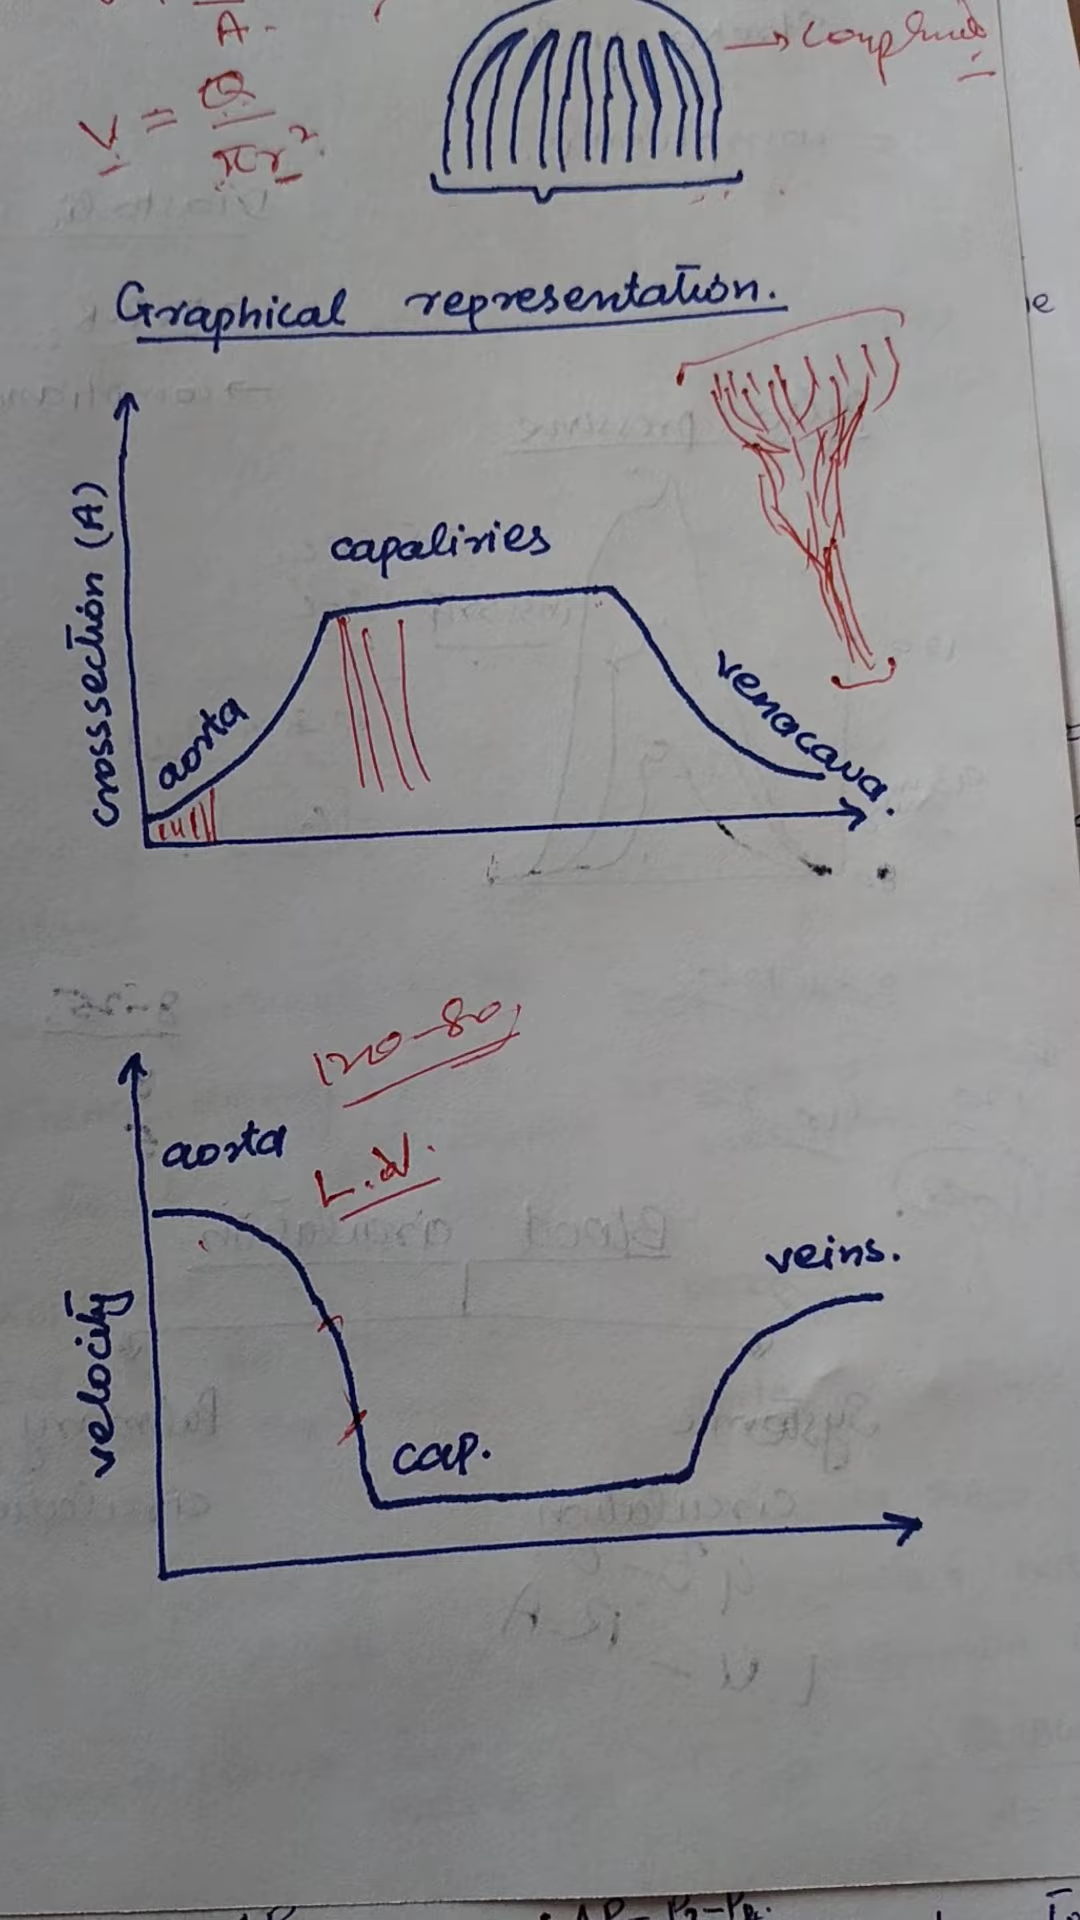 A.
V = Q
πr².
Graphical representation.
crosssection (A)
capaliries
aorta
venacava.
120-80,
aorta
veins.
velocity
cap.